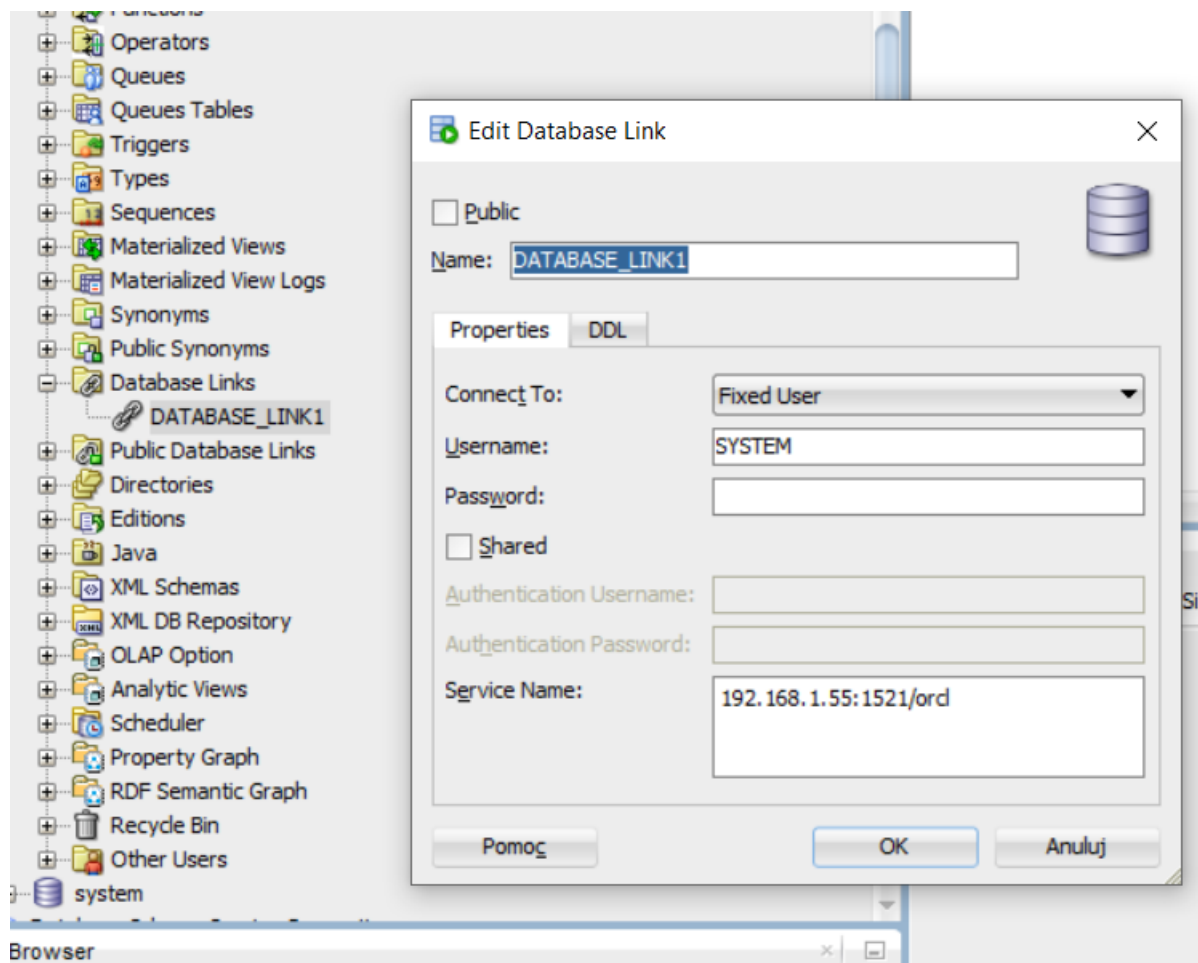 Functions
Operators
Queues
Queues Tables
Triggers
Types
Sequences
Materialized Views
Materialized View Logs
Synonyms
Public Synonyms
Database Links
DATABASE_LINK1
Public Database Links
Directories
Editions
Java
XML Schemas
XML DB Repository
OLAP Option
Analytic Views
Scheduler
Property Graph
RDF Semantic Graph
Recycle Bin
Other Users
system
Browser
Edit Database Link
Public
Name: DATABASE_LINK1
Properties DDL
Connect To: Fixed User
Username: SYSTEM
Password:
Shared
Authentication Username:
Authentication Password:
Service Name: 192.168.1.55:1521/orcl
Pomoc OK Anuluj
Si